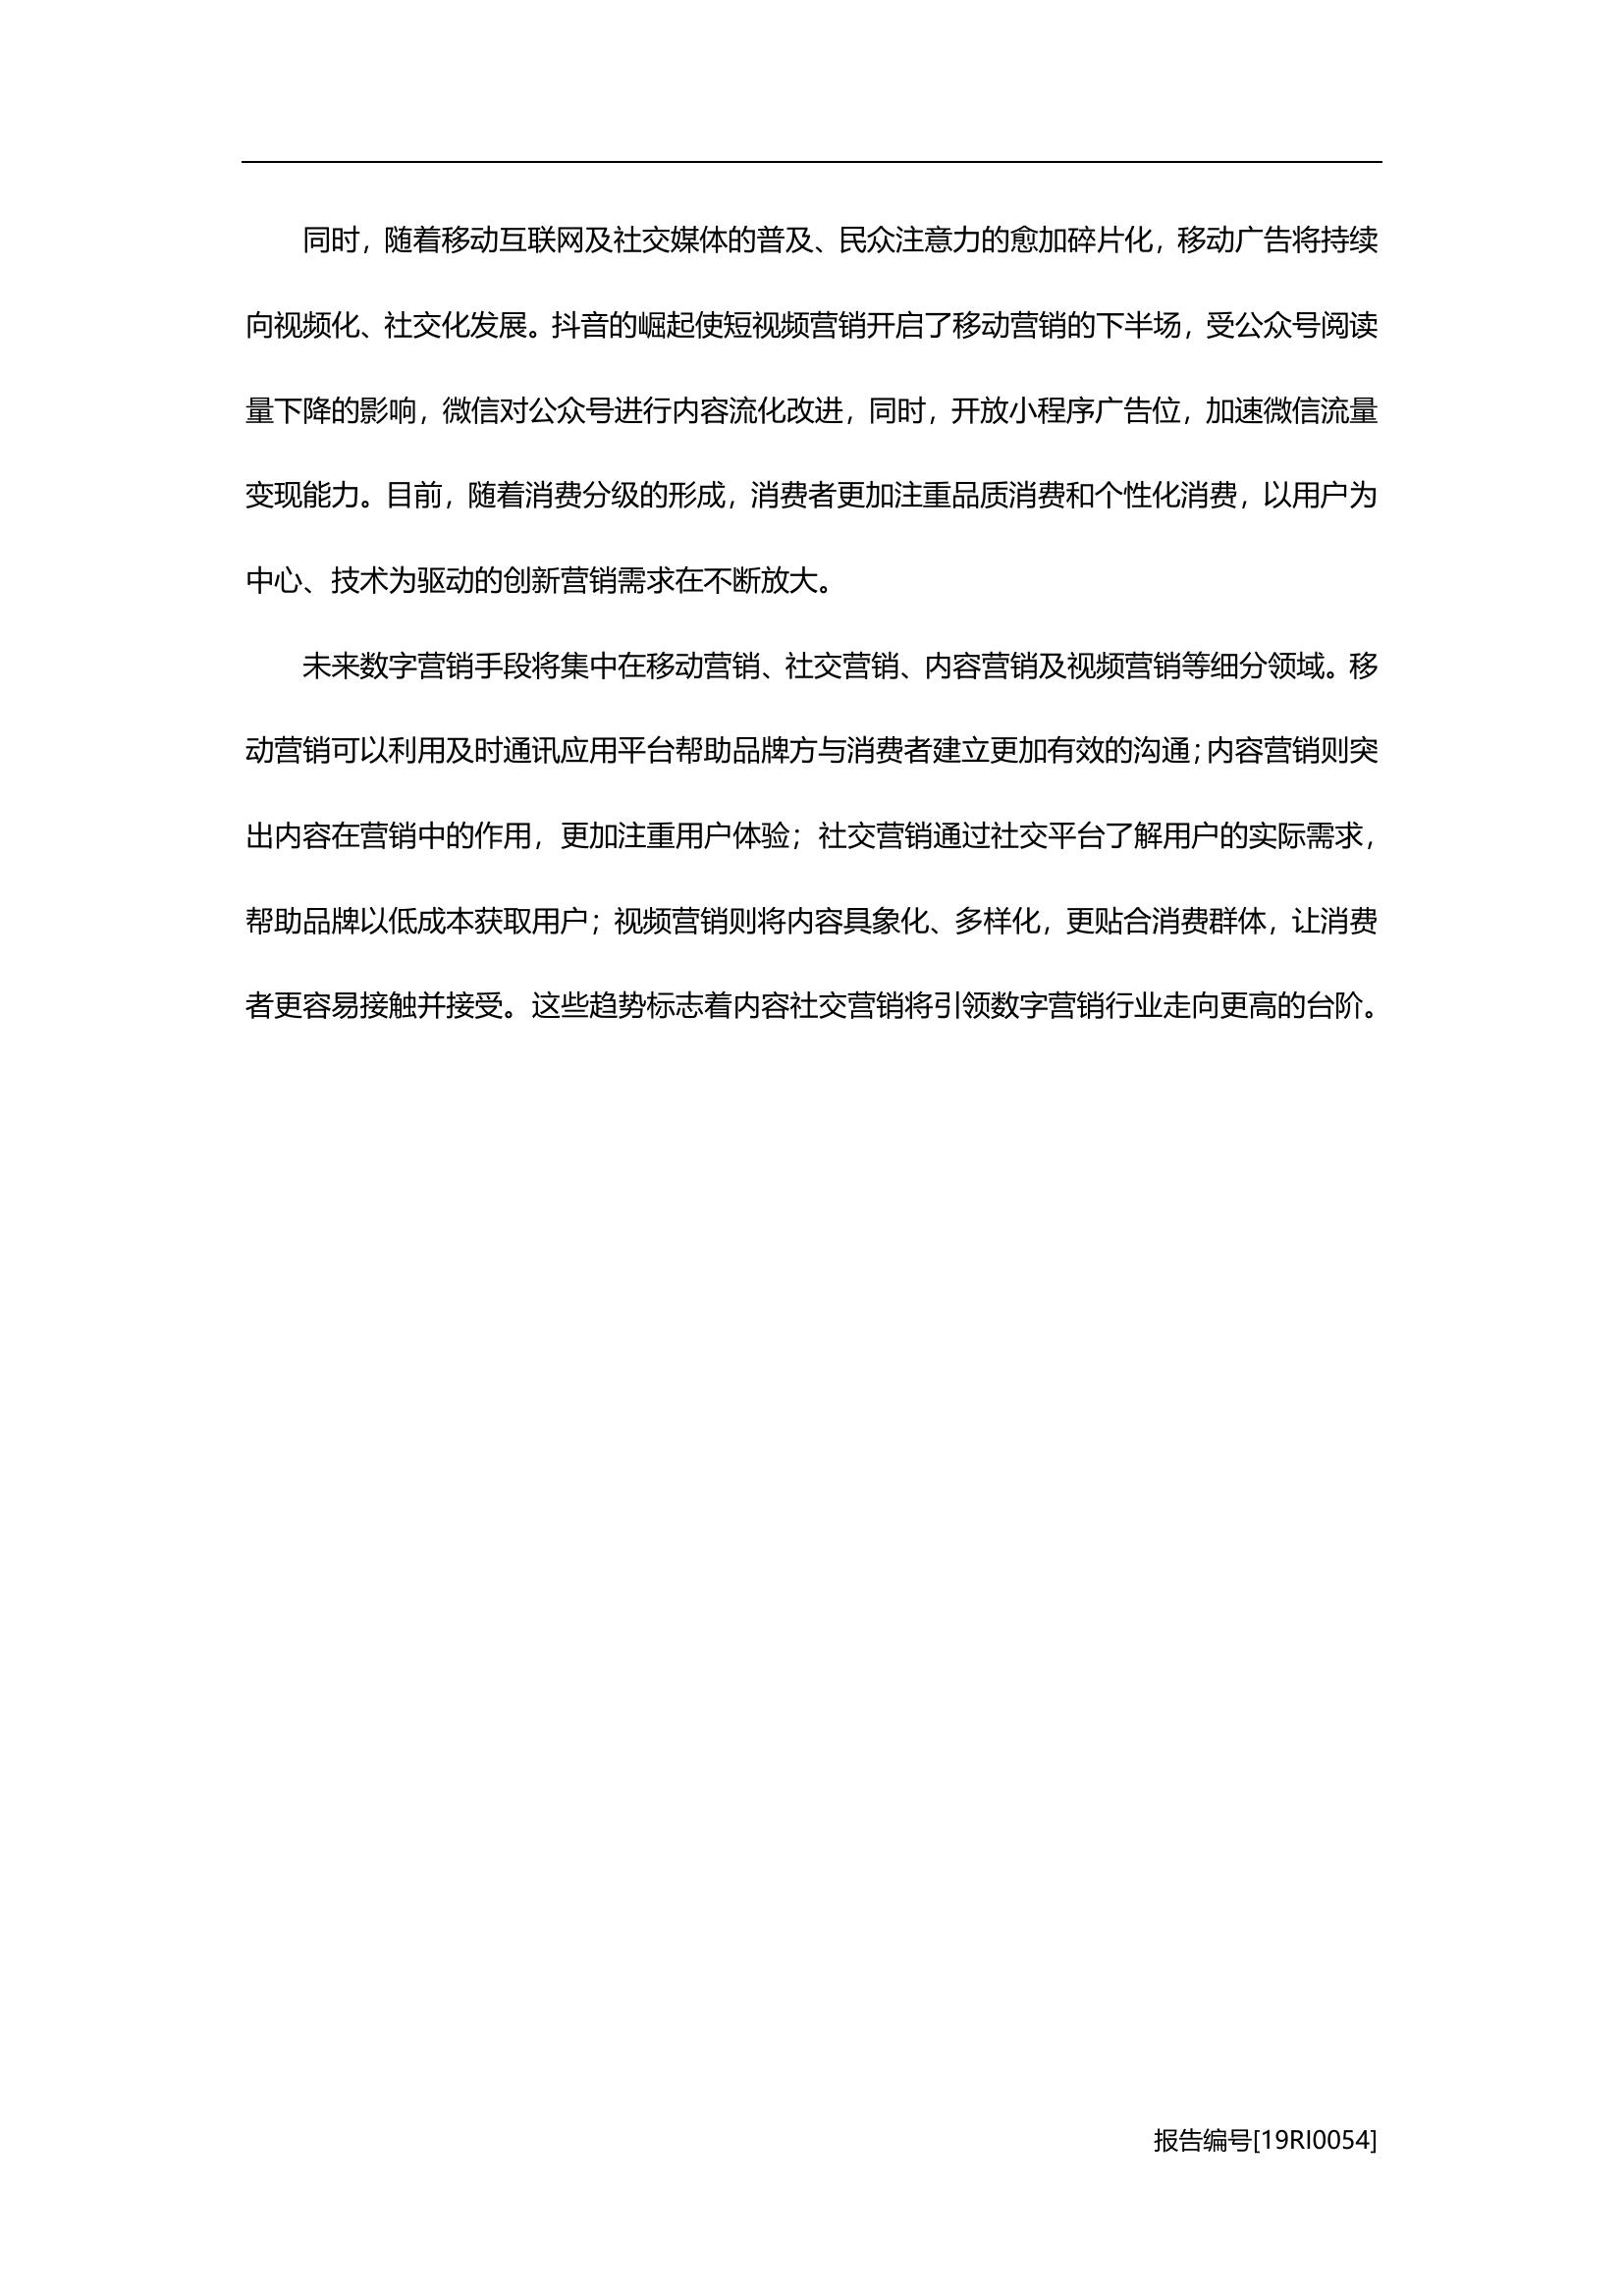 同时，随着移动互联网及社交媒体的普及、民众注意力的愈加碎片化，移动广告将持续
向视频化、社交化发展。抖音的崛起使短视频营销开启了移动营销的下半场，受公众号阅读
量下降的影响，微信对公众号进行内容流化改进，同时，开放小程序广告位，加速微信流量
变现能力。目前，随着消费分级的形成，消费者更加注重品质消费和个性化消费，以用户为
中心、技术为驱动的创新营销需求在不断放大。
未来数字营销手段将集中在移动营销、社交营销、内容营销及视频营销等细分领域。移
动营销可以利用及时通讯应用平台帮助品牌方与消费者建立更加有效的沟通；内容营销则突
出内容在营销中的作用，更加注重用户体验；社交营销通过社交平台了解用户的实际需求，
帮助品牌以低成本获取用户；视频营销则将内容具象化、多样化，更贴合消费群体，让消费
者更容易接触并接受。这些趋势标志着内容社交营销将引领数字营销行业走向更高的台阶。
报告编号[19RI0054]